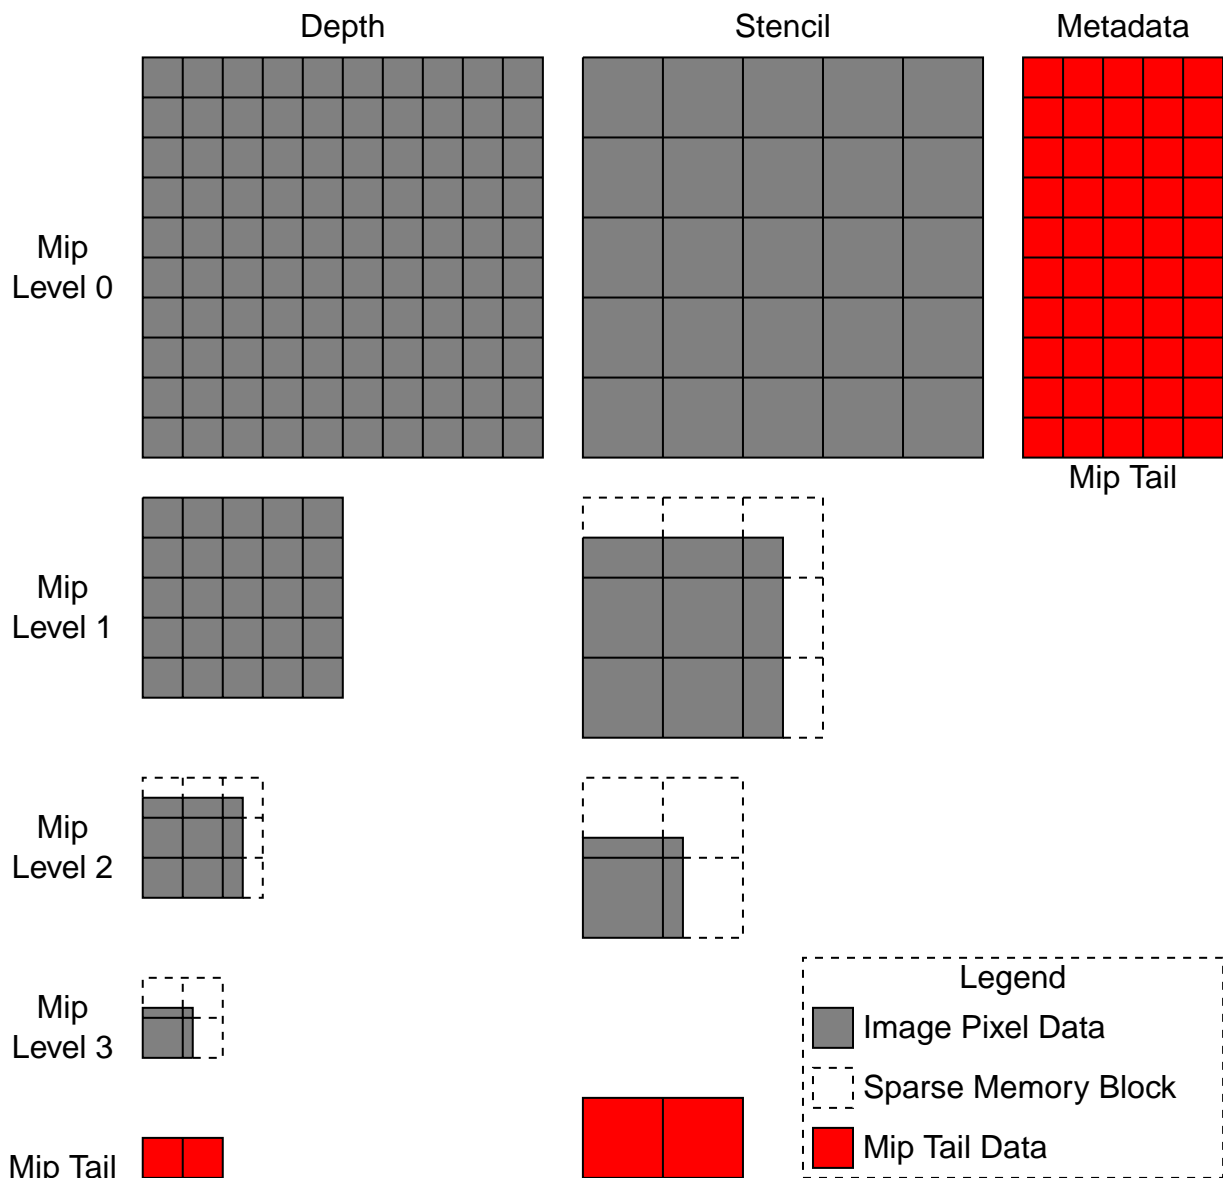 Depth
Stencil
Metadata
Mip
Level 0
Mip Tail
Mip
Level 1
Mip
Level 2
Mip
Level 3
Mip Tail
Legend
Image Pixel Data
Sparse Memory Block
Mip Tail Data